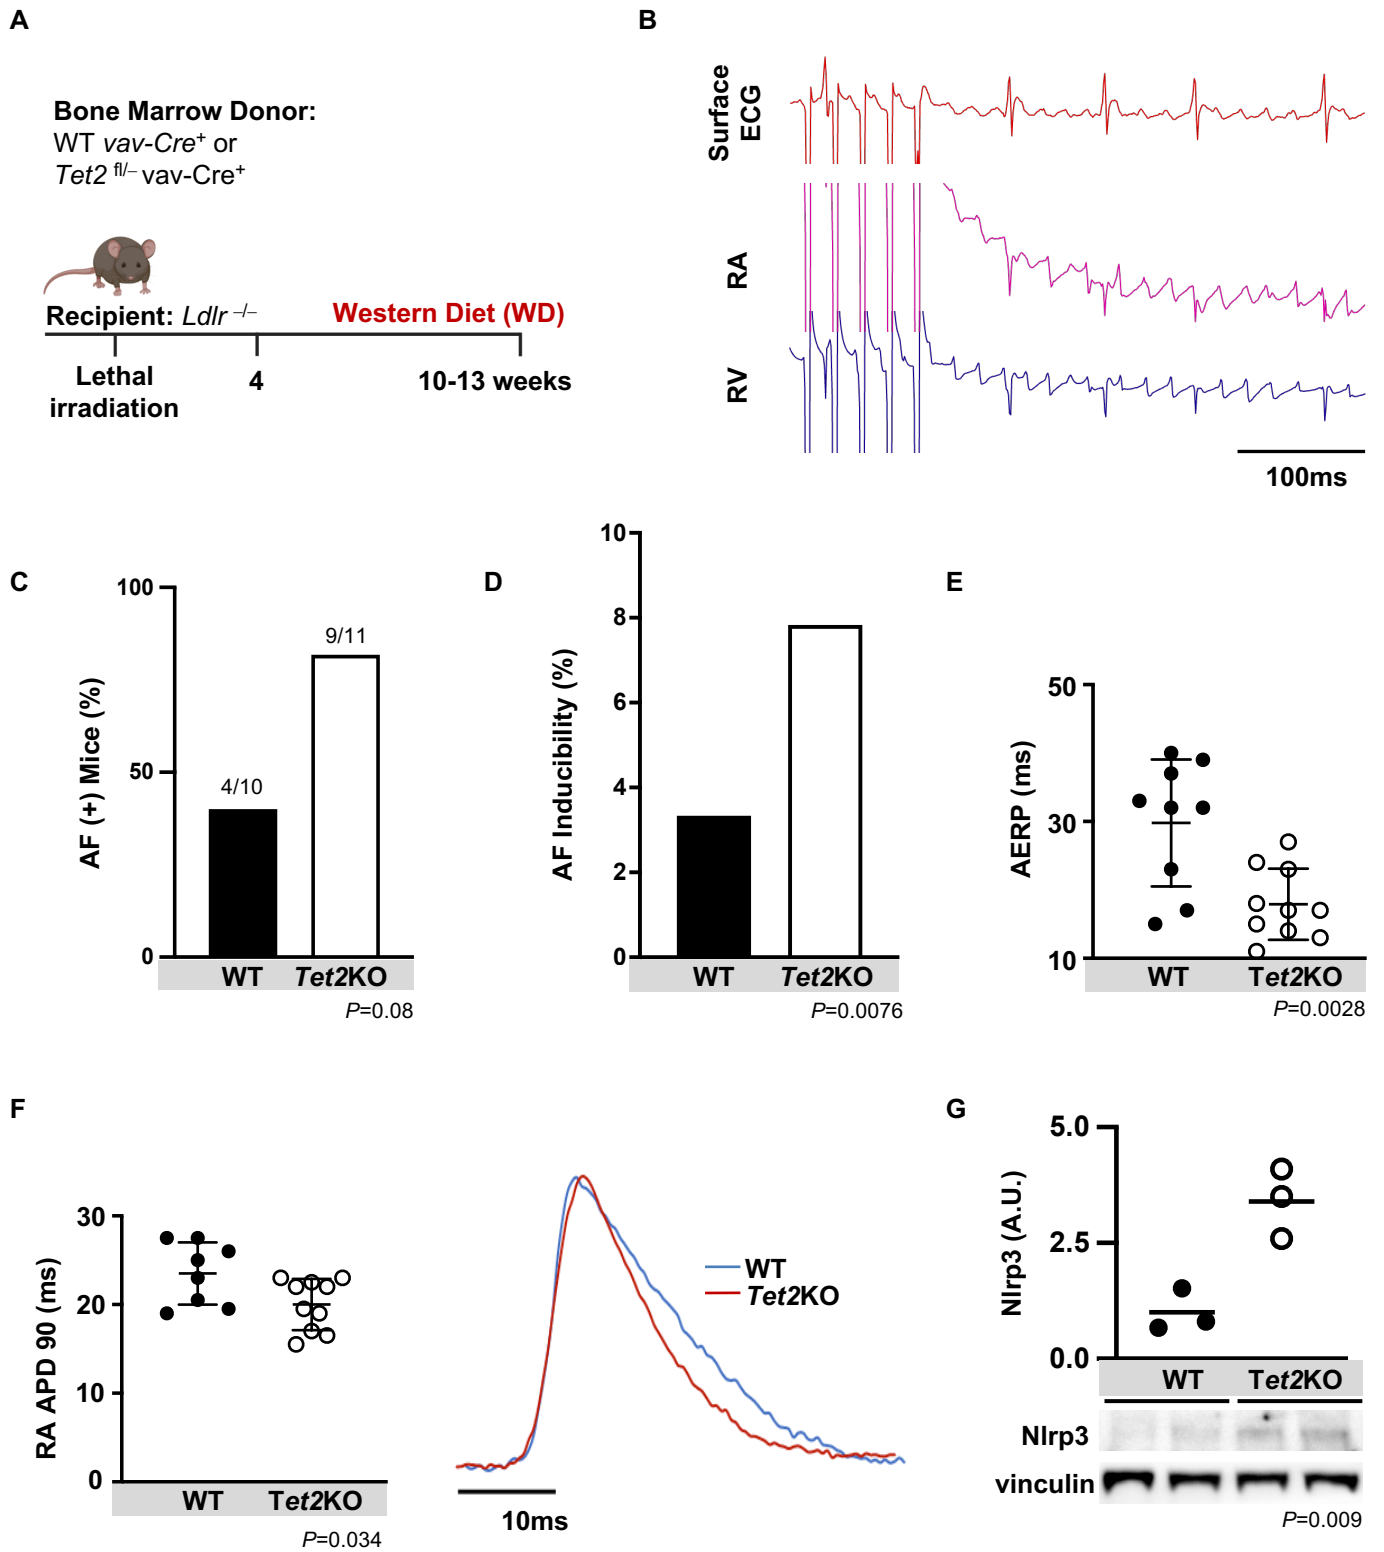 A
Bone Marrow Donor:
WT vav-Cre+ or
Tet2 fl/– vav-Cre+
Recipient: Ldlr –/–
Western Diet (WD)
Lethal
irradiation
4
10-13 weeks
B
Surface
ECG
RA
RV
100ms
C
AF (+) Mice (%)
100
50
0
4/10
9/11
WT
Tet2KO
P=0.08
D
AF Inducibility (%)
10
8
6
4
2
0
WT
Tet2KO
P=0.0076
E
AERP (ms)
50
30
10
WT
Tet2KO
P=0.0028
F
RA APD 90 (ms)
30
20
10
0
WT
Tet2KO
P=0.034
WT
Tet2KO
10ms
G
Nlrp3 (A.U.)
5.0
2.5
0.0
WT
Tet2KO
Nlrp3
vinculin
P=0.009